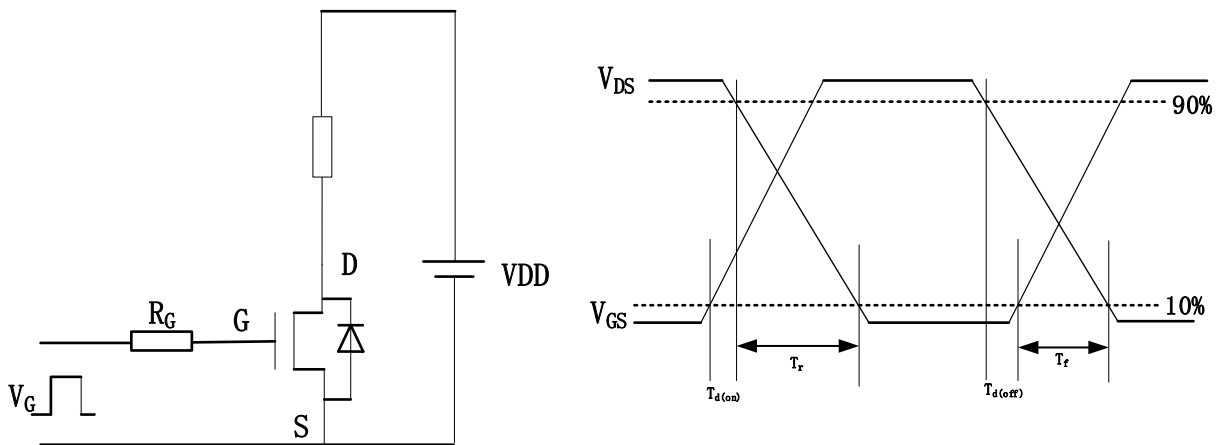 D
VDD
R_G
G
V_G
S
V_DS
90%
V_GS
10%
T_d(on)
T_r
T_d(off)
T_f